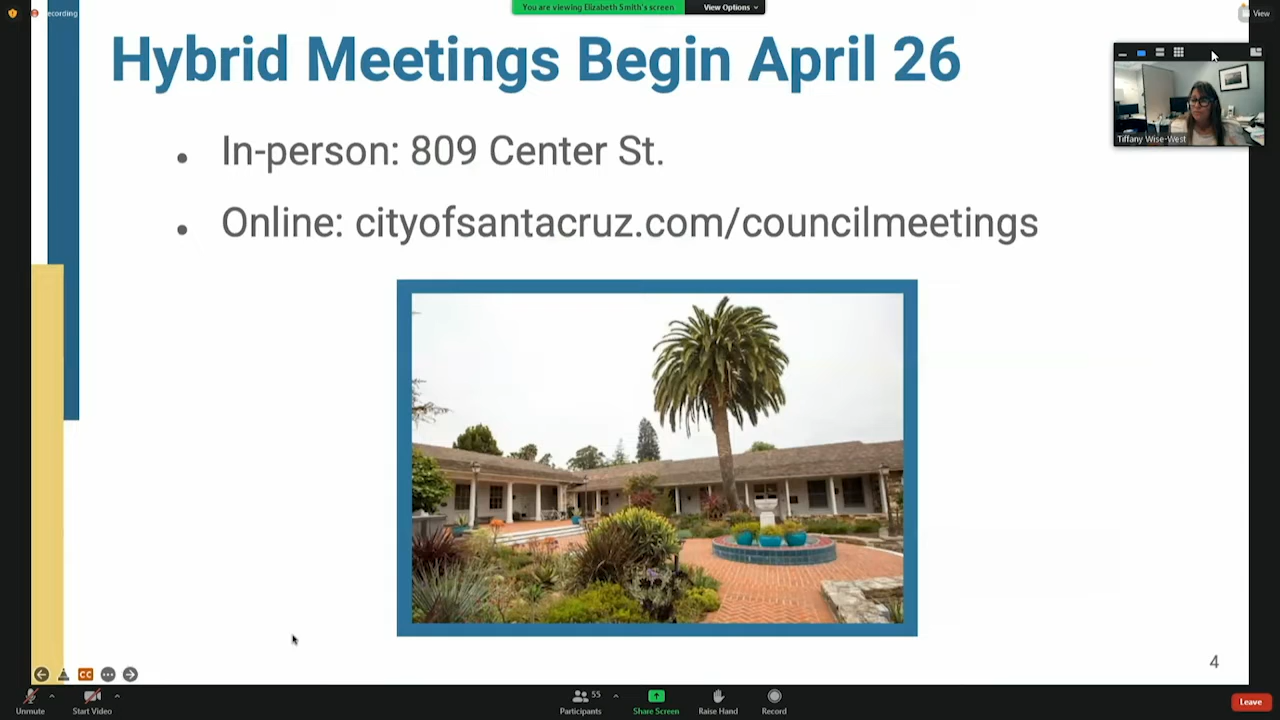 ecording
You are viewing Elizabeth Smith's screen
View Options
View
Hybrid Meetings Begin April 26
Tiffany Wise-West
• In-person: 809 Center St.
• Online: cityofsantacruz.com/councilmeetings
4
CC
Unmute
Start Video
55
Participants
Share Screen
Raise Hand
Record
Leave